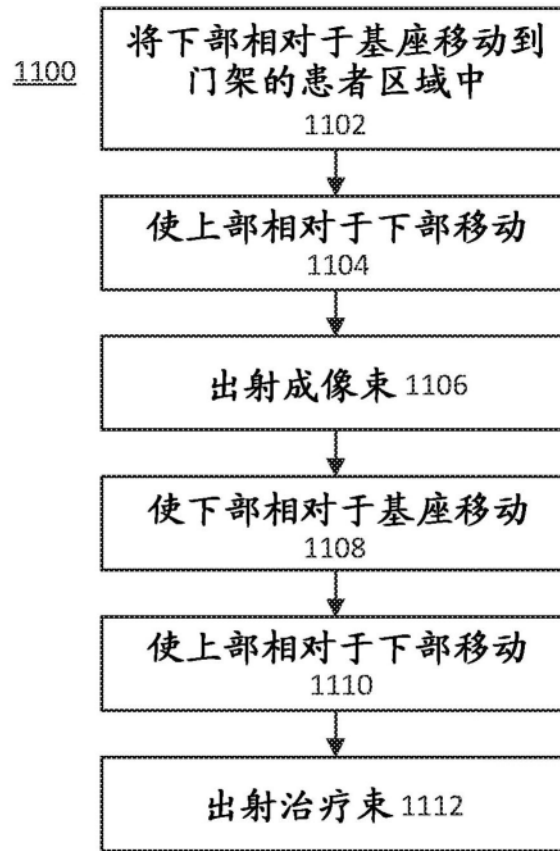 1100
将下部相对于基座移动到
门架的患者区域中
1102
使上部相对于下部移动
1104
出射成像束 1106
使下部相对于基座移动
1108
使上部相对于下部移动
1110
出射治疗束 1112